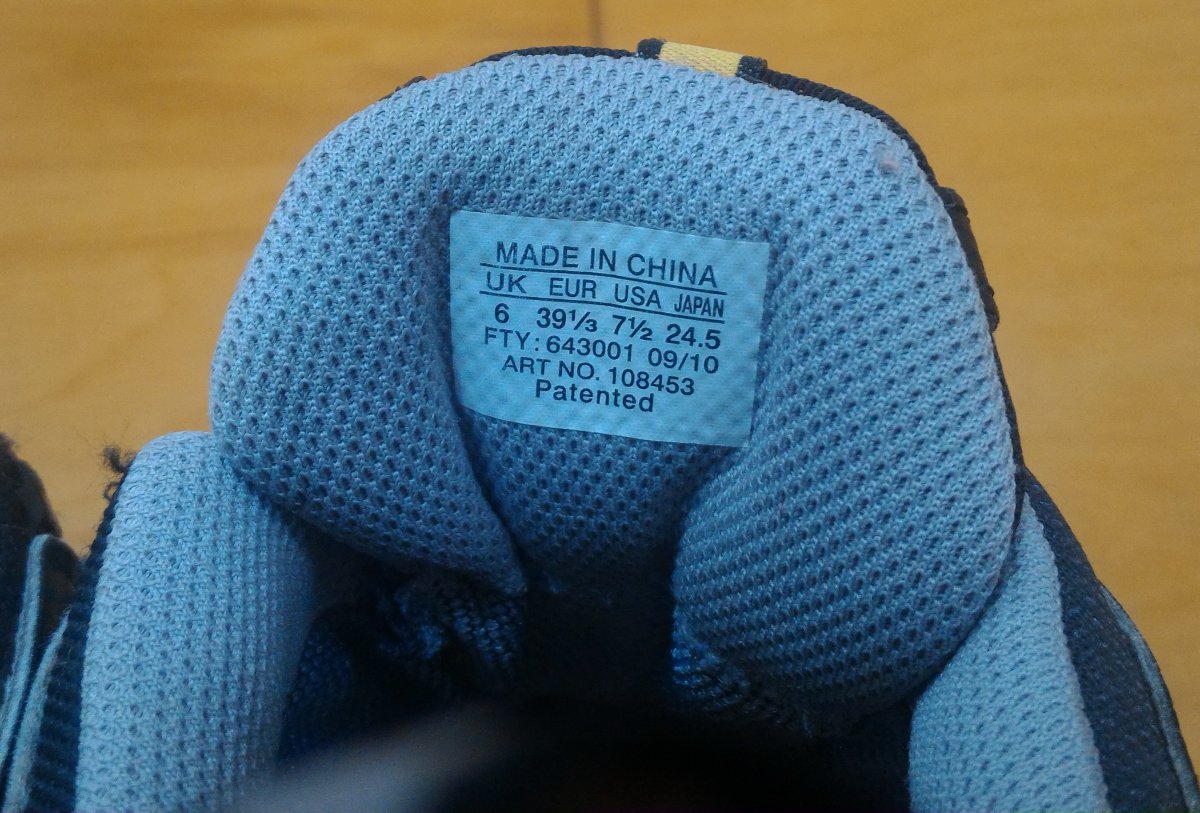 MADE IN CHINA
UK EUR USA JAPAN
6 39⅓ 7½ 24.5
FTY: 643001 09/10
ART NO. 108453
Patented